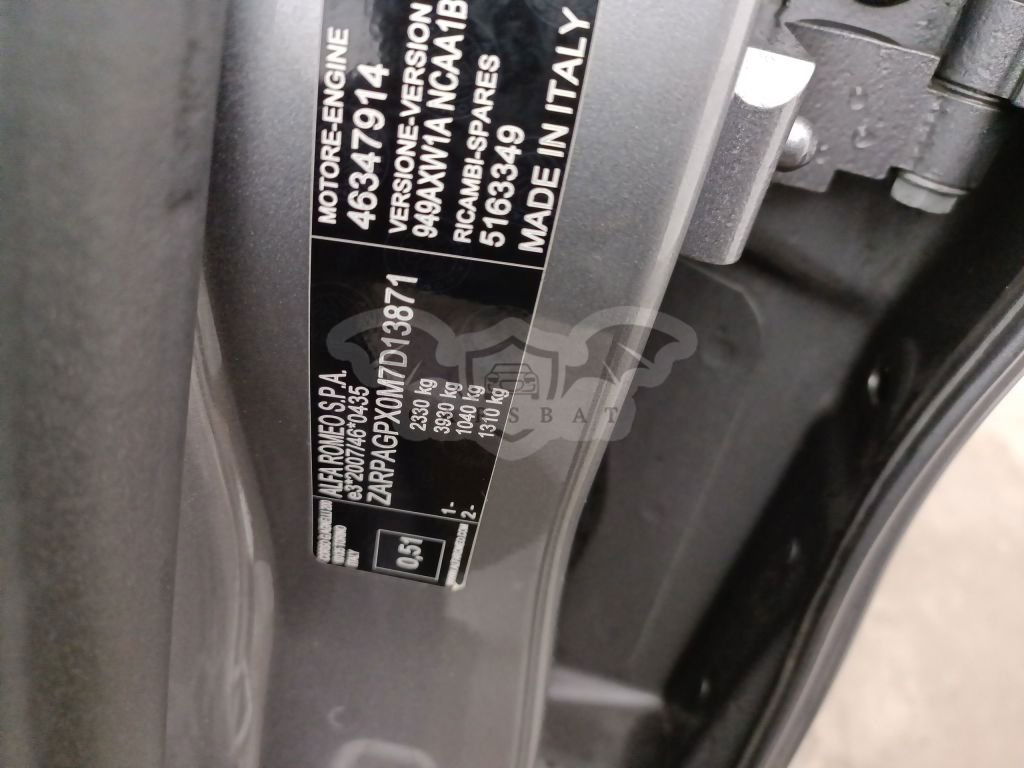 ALFA ROMEO S.P.A.
e3*2007/46*0435
ZARPAGPX0M7D13871
2330 kg
3930 kg
1- 1040 kg
2- 1310 kg
0,51
MOTORE-ENGINE
46347914
VERSIONE-VERSION
949AXW1A NCAA1B
RICAMBI-SPARES
5163349
MADE IN ITALY